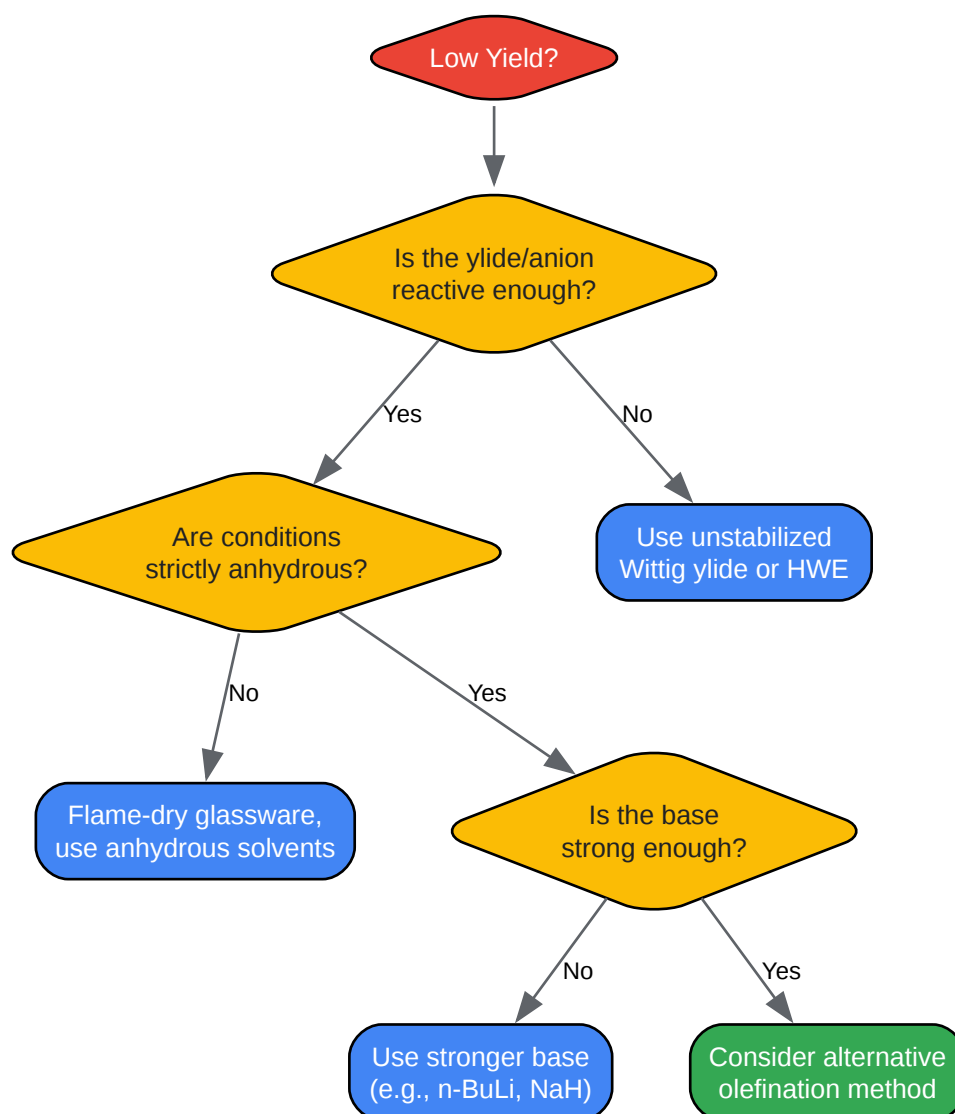 Low Yield?
Is the ylide/anion
reactive enough?
Yes
No
Are conditions
strictly anhydrous?
Use unstabilized
Wittig ylide or HWE
No
Yes
Flame-dry glassware,
use anhydrous solvents
Is the base
strong enough?
No
Yes
Use stronger base
(e.g., n-BuLi, NaH)
Consider alternative
olefination method